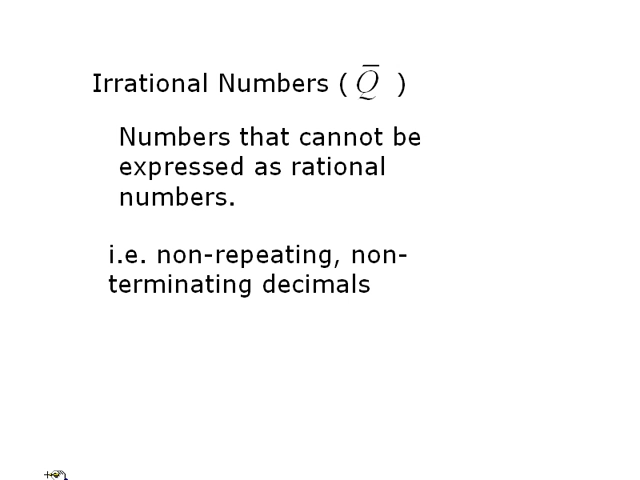 Irrational Numbers ( Q̅ )
Numbers that cannot be
expressed as rational
numbers.
i.e. non-repeating, non-
terminating decimals